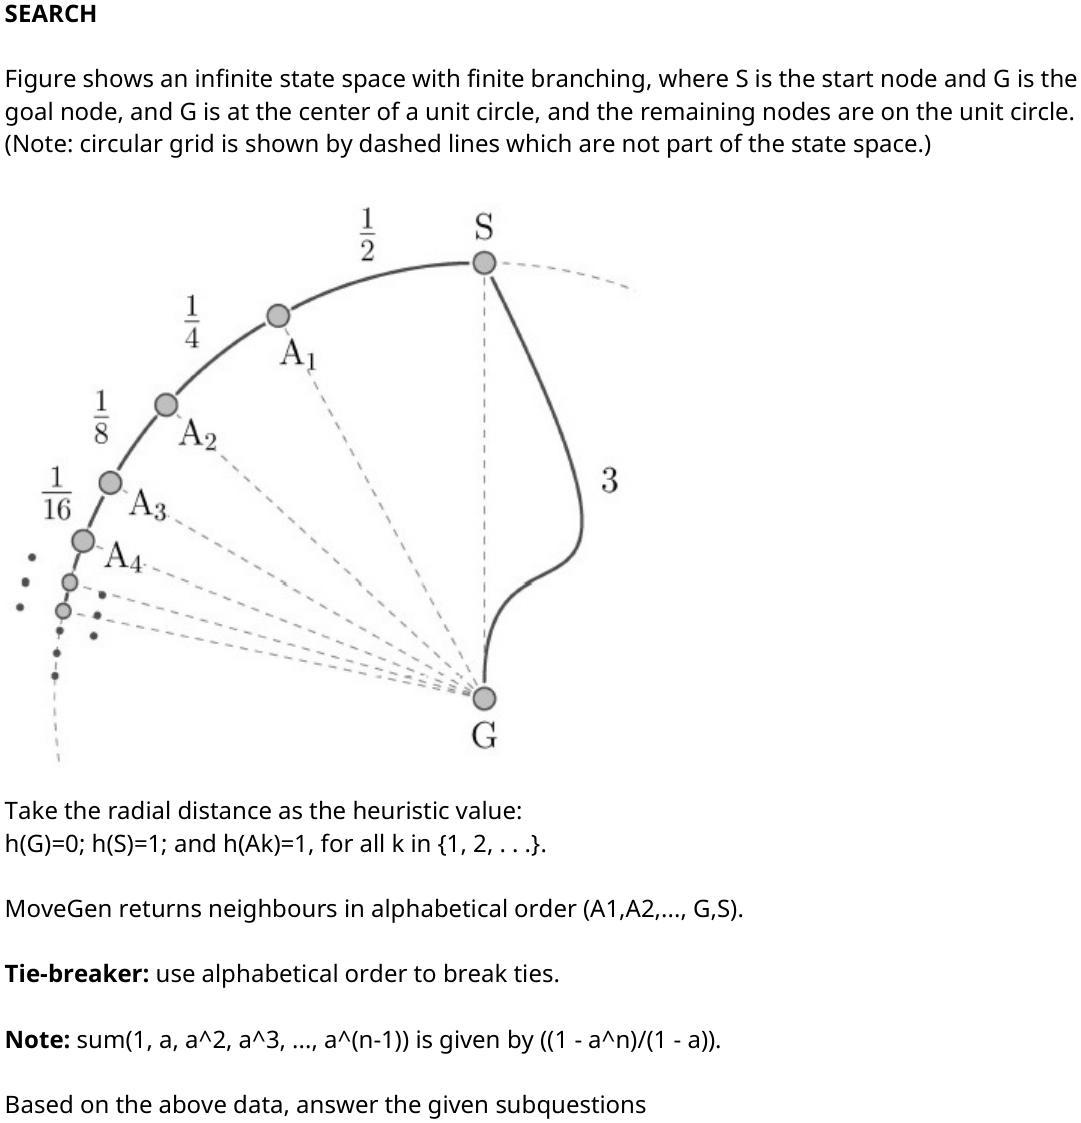 SEARCH
Figure shows an infinite state space with finite branching, where S is the start node and G is the
goal node, and G is at the center of a unit circle, and the remaining nodes are on the unit circle.
(Note: circular grid is shown by dashed lines which are not part of the state space.)
1/2
S
1/4
A1
1/8
A2
3
1/16
A3
A4
G
Take the radial distance as the heuristic value:
h(G)=0; h(S)=1; and h(Ak)=1, for all k in {1, 2, . . .}.
MoveGen returns neighbours in alphabetical order (A1,A2,..., G,S).
Tie-breaker: use alphabetical order to break ties.
Note: sum(1, a, a^2, a^3, ..., a^(n-1)) is given by ((1 - a^n)/(1 - a)).
Based on the above data, answer the given subquestions